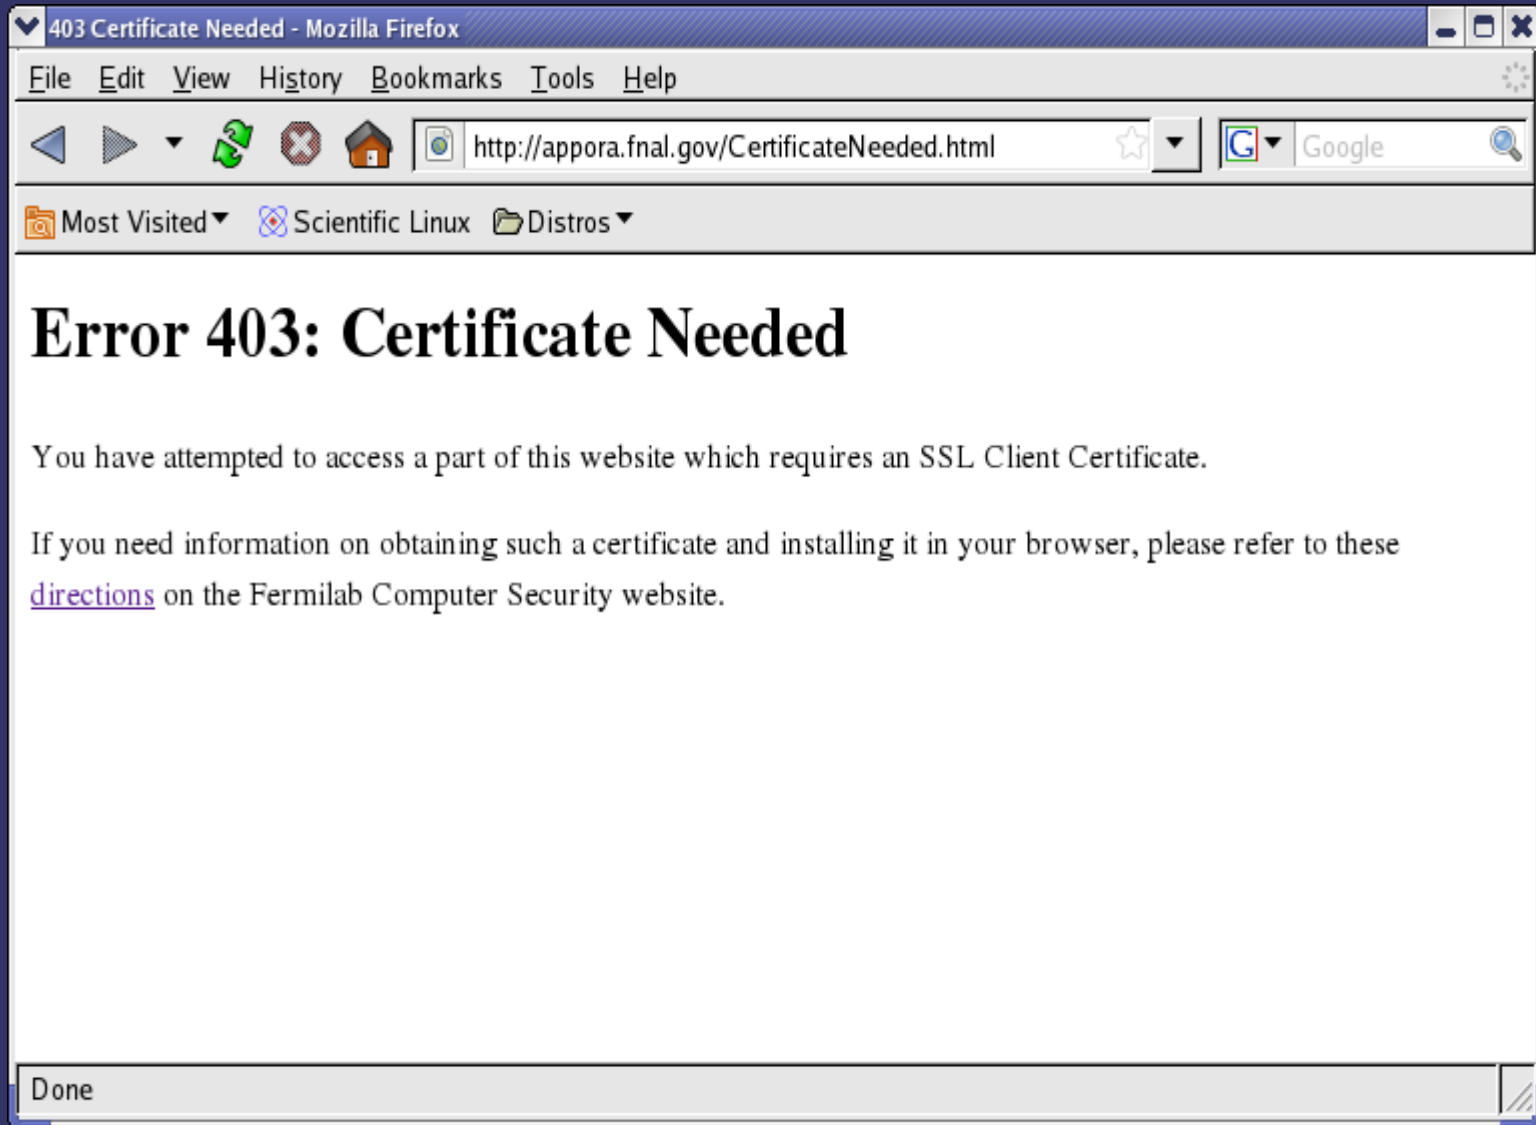 403 Certificate Needed - Mozilla Firefox
File Edit View History Bookmarks Tools Help
http://appora.fnal.gov/CertificateNeeded.html G Google
Most Visited Scientific Linux Distros
Error 403: Certificate Needed
You have attempted to access a part of this website which requires an SSL Client Certificate.
If you need information on obtaining such a certificate and installing it in your browser, please refer to these
directions on the Fermilab Computer Security website.
Done